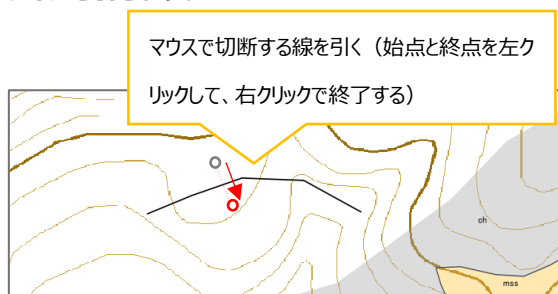 マウスで切断する線を引く（始点と終点を左ク
リックして、右クリックで終了する）
ch
mss